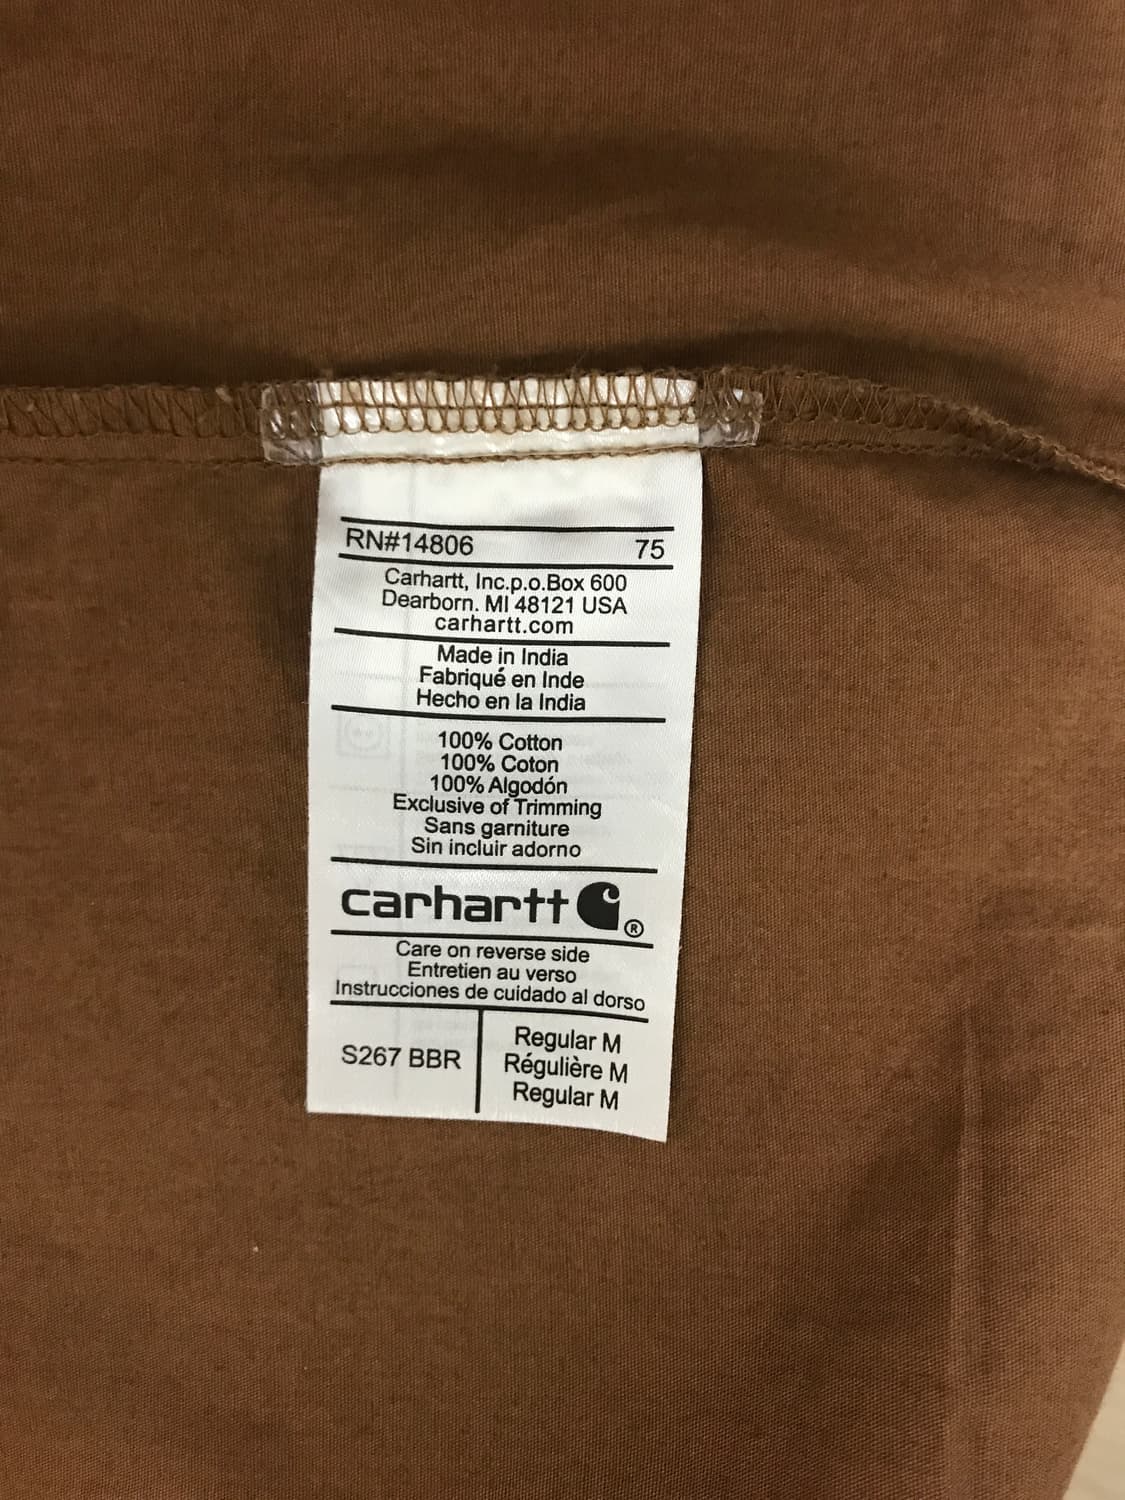 RN#14806 75
Carhartt, Inc.p.o.Box 600
Dearborn. MI 48121 USA
carhartt.com
Made in India
Fabriqué en Inde
Hecho en la India
100% Cotton
100% Coton
100% Algodón
Exclusive of Trimming
Sans garniture
Sin incluir adorno
carhartt ®
Care on reverse side
Entretien au verso
Instrucciones de cuidado al dorso
S267 BBR
Regular M
Régulière M
Regular M